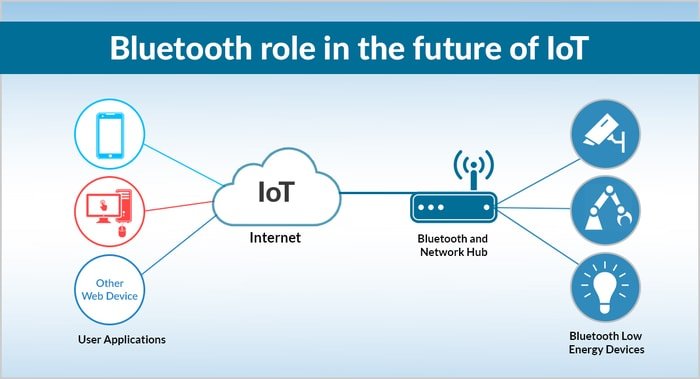 Bluetooth role in the future of IoT
IoT
Internet
Other
Web Device
User Applications
Bluetooth and
Network Hub
Bluetooth Low
Energy Devices